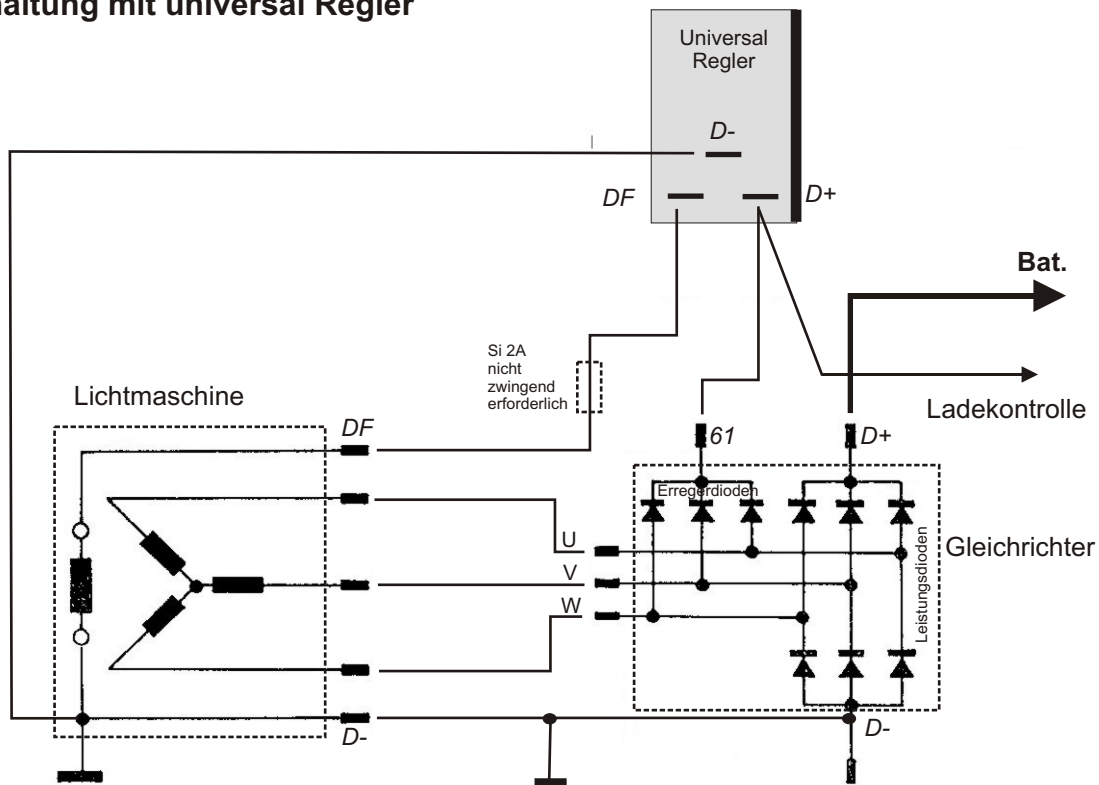 haltung mit universal Regler
Universal
Regler
D-
DF
D+
Bat.
Si 2A
nicht
zwingend
erforderlich
Ladekontrolle
Lichtmaschine
DF
61
D+
Erregerdioden
U
V
W
Leistungsdioden
Gleichrichter
D-
D-